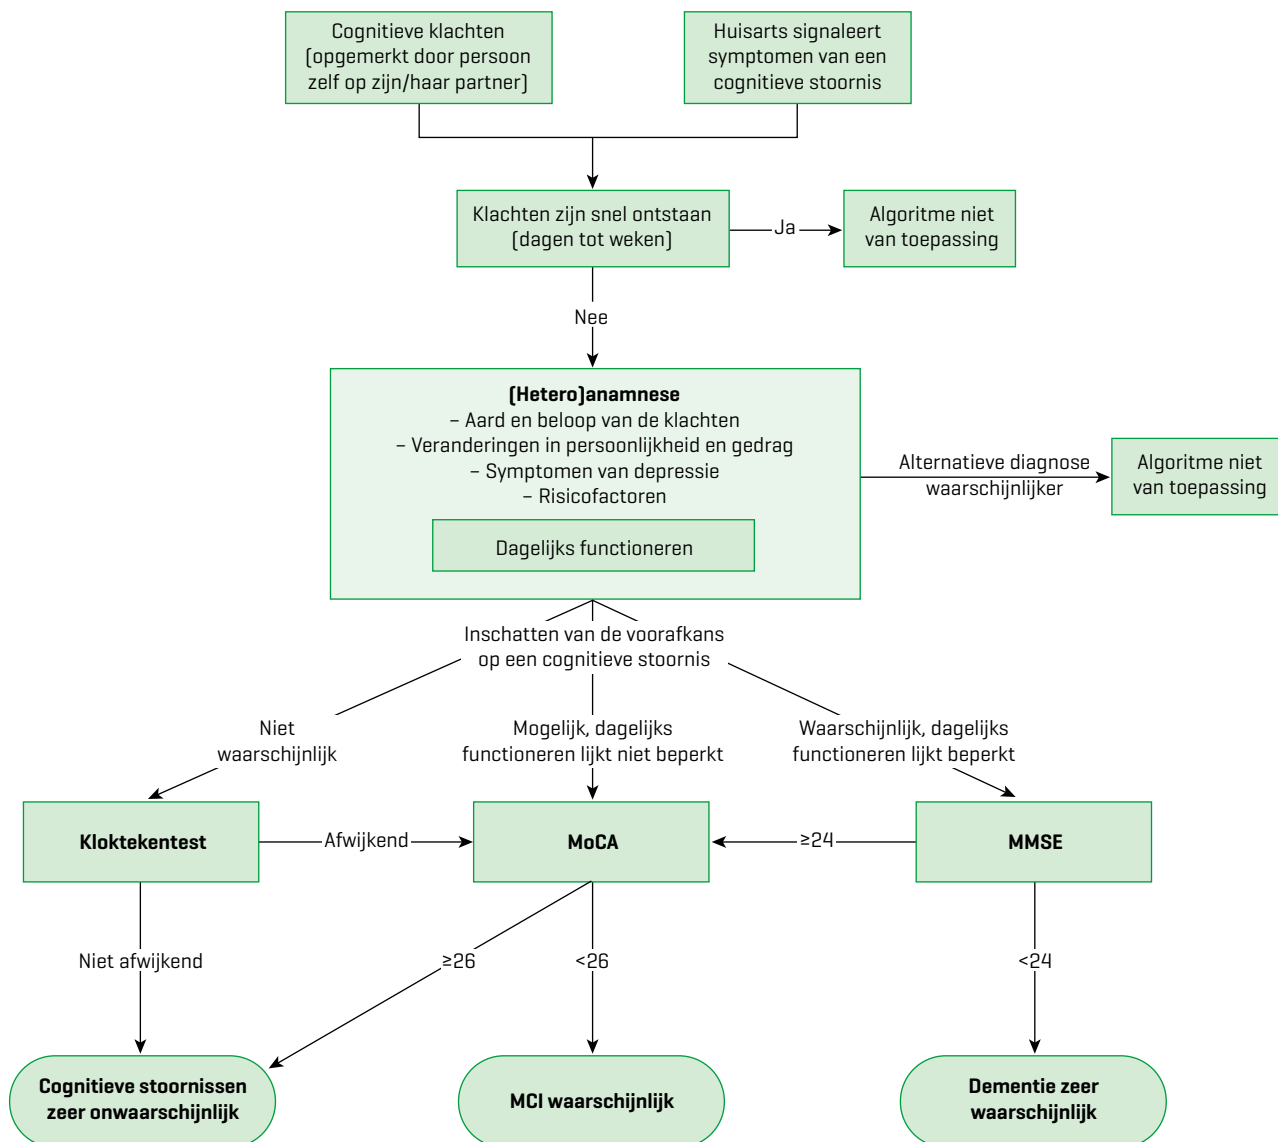 Cognitieve klachten
(opgemerkt door persoon
zelf op zijn/haar partner)
Huisarts signaleert
symptomen van een
cognitieve stoornis
Klachten zijn snel ontstaan
(dagen tot weken)
Ja
Algoritme niet
van toepassing
Nee
(Hetero)anamnese
– Aard en beloop van de klachten
– Veranderingen in persoonlijkheid en gedrag
– Symptomen van depressie
– Risicofactoren
Dagelijks functioneren
Alternatieve diagnose
waarschijnlijker
Algoritme niet
van toepassing
Inschatten van de voorafkans
op een cognitieve stoornis
Niet
waarschijnlijk
Mogelijk, dagelijks
functioneren lijkt niet beperkt
Waarschijnlijk, dagelijks
functioneren lijkt beperkt
Kloktekentest
Afwijkend
MoCA
≥24
MMSE
Niet afwijkend
≥26
<26
<24
Cognitieve stoornissen
zeer onwaarschijnlijk
MCI waarschijnlijk
Dementie zeer
waarschijnlijk